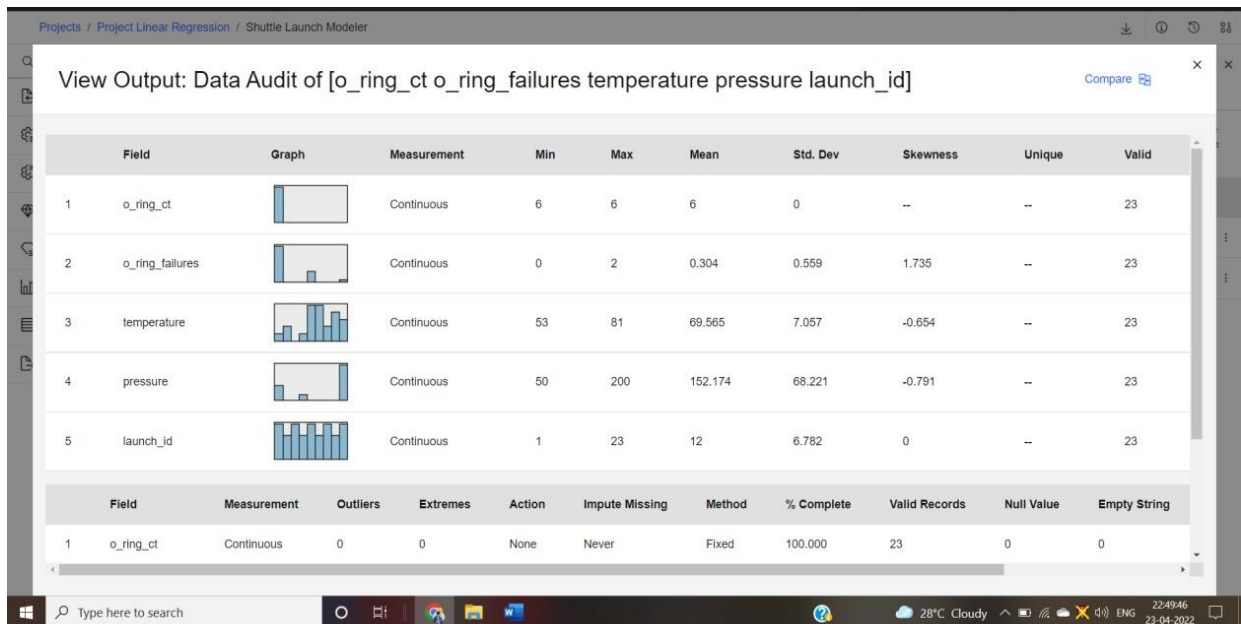 Projects / Project Linear Regression / Shuttle Launch Modeler
View Output: Data Audit of [o_ring_ct o_ring_failures temperature pressure launch_id]
Compare
Field Graph Measurement Min Max Mean Std. Dev Skewness Unique Valid
1 o_ring_ct Continuous 6 6 6 0 -- -- 23
2 o_ring_failures Continuous 0 2 0.304 0.559 1.735 -- 23
3 temperature Continuous 53 81 69.565 7.057 -0.654 -- 23
4 pressure Continuous 50 200 152.174 68.221 -0.791 -- 23
5 launch_id Continuous 1 23 12 6.782 0 -- 23
Field Measurement Outliers Extremes Action Impute Missing Method % Complete Valid Records Null Value Empty String
1 o_ring_ct Continuous 0 0 None Never Fixed 100.000 23 0 0
Type here to search
28°C Cloudy
ENG
22:49:46
23-04-2022